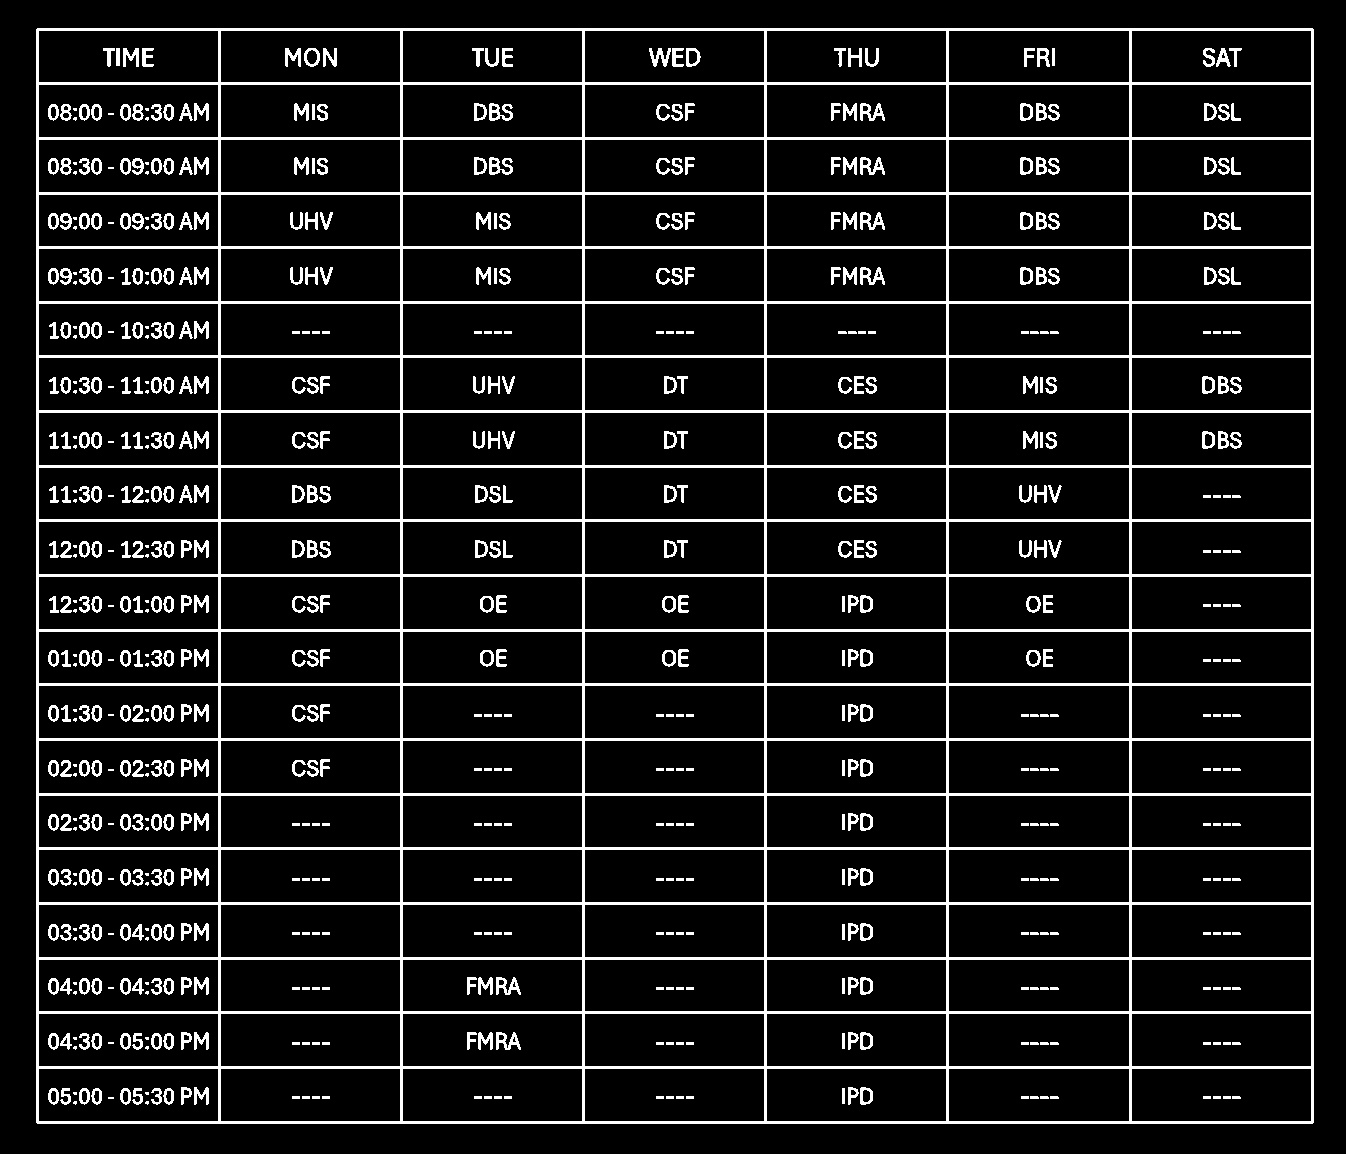 TIME MON TUE WED THU FRI SAT
08:00 - 08:30 AM MIS DBS CSF FMRA DBS DSL
08:30 - 09:00 AM MIS DBS CSF FMRA DBS DSL
09:00 - 09:30 AM UHV MIS CSF FMRA DBS DSL
09:30 - 10:00 AM UHV MIS CSF FMRA DBS DSL
10:00 - 10:30 AM ---- ---- ---- ---- ---- ----
10:30 - 11:00 AM CSF UHV DT CES MIS DBS
11:00 - 11:30 AM CSF UHV DT CES MIS DBS
11:30 - 12:00 AM DBS DSL DT CES UHV ----
12:00 - 12:30 PM DBS DSL DT CES UHV ----
12:30 - 01:00 PM CSF OE OE IPD OE ----
01:00 - 01:30 PM CSF OE OE IPD OE ----
01:30 - 02:00 PM CSF ---- ---- IPD ---- ----
02:00 - 02:30 PM CSF ---- ---- IPD ---- ----
02:30 - 03:00 PM ---- ---- ---- IPD ---- ----
03:00 - 03:30 PM ---- ---- ---- IPD ---- ----
03:30 - 04:00 PM ---- ---- ---- IPD ---- ----
04:00 - 04:30 PM ---- FMRA ---- IPD ---- ----
04:30 - 05:00 PM ---- FMRA ---- IPD ---- ----
05:00 - 05:30 PM ---- ---- ---- IPD ---- ----